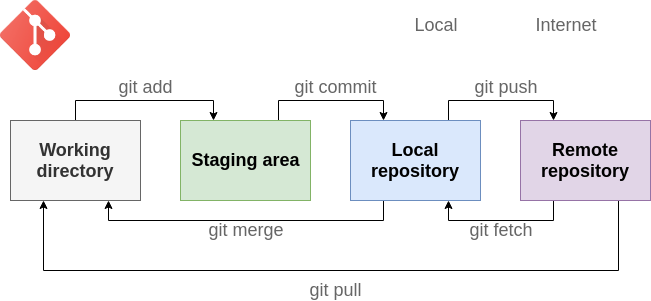 Local
Internet
git add
git commit
git push
Working
directory
Staging area
Local
repository
Remote
repository
git merge
git fetch
git pull